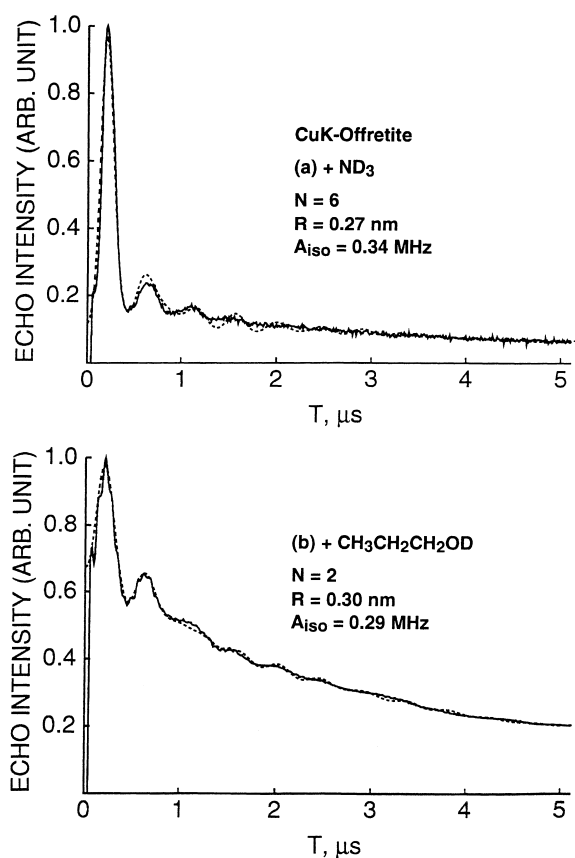 ECHO INTENSITY (ARB. UNIT)
1.0
0.8
0.6
0.4
0.2
0 1 2 3 4 5
T, μs
CuK-Offretite
(a) + ND₃
N = 6
R = 0.27 nm
Aiso = 0.34 MHz
ECHO INTENSITY (ARB. UNIT)
1.0
0.8
0.6
0.4
0.2
0 1 2 3 4 5
T, μs
(b) + CH₃CH₂CH₂OD
N = 2
R = 0.30 nm
Aiso = 0.29 MHz